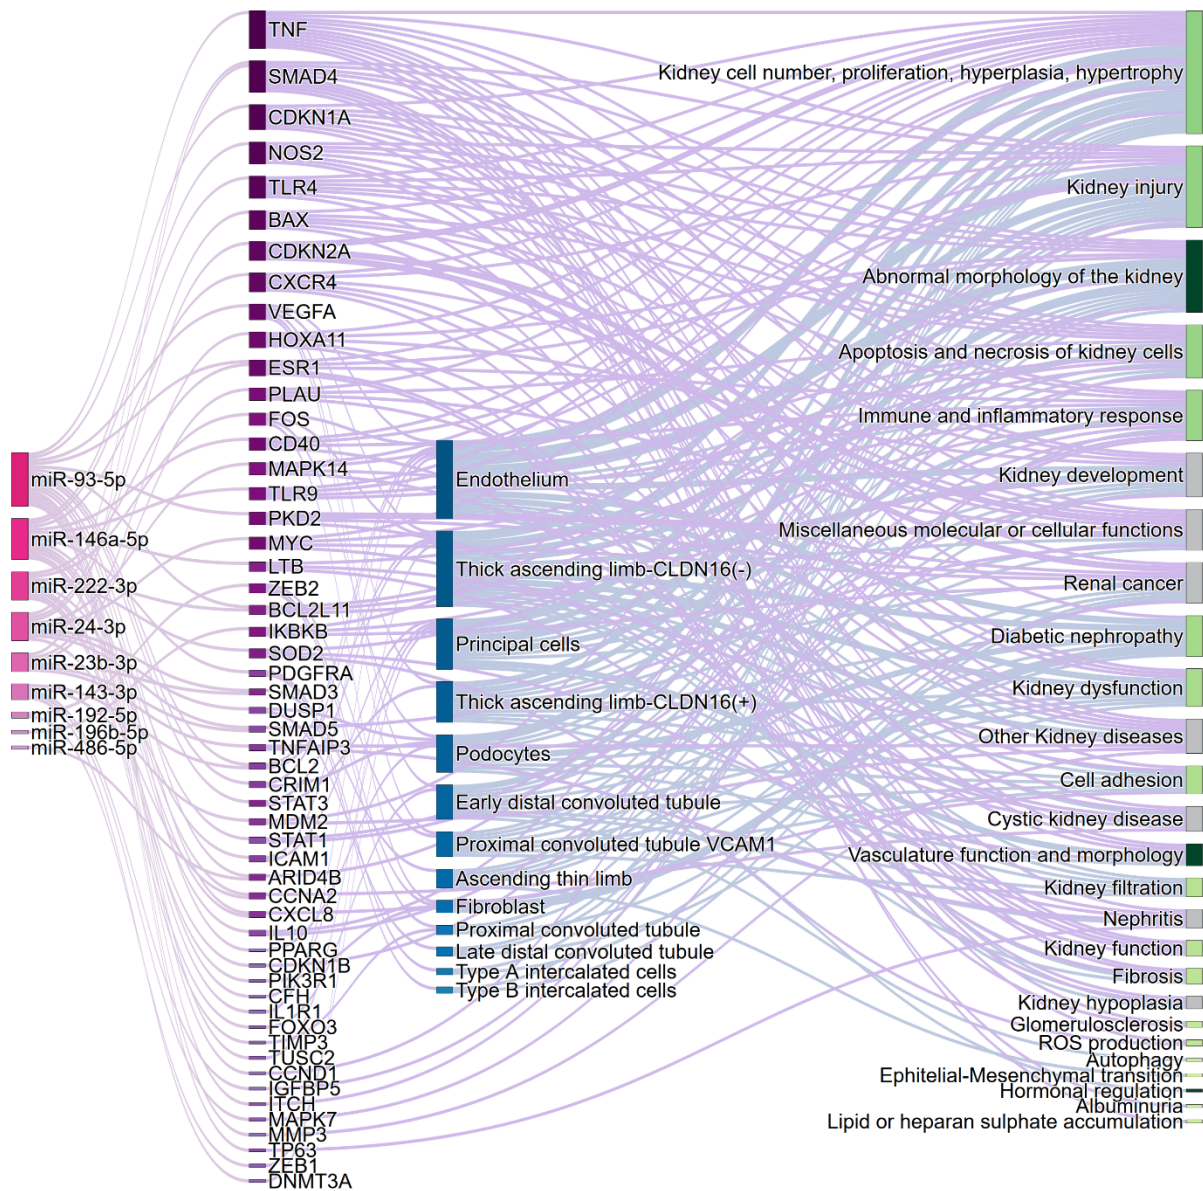 miR-93-5p
miR-146a-5p
miR-222-3p
miR-24-3p
miR-23b-3p
miR-143-3p
miR-192-5p
miR-196b-5p
miR-486-5p
TNF
SMAD4
CDKN1A
NOS2
TLR4
BAX
CDKN2A
CXCR4
VEGFA
HOXA11
ESR1
PLAU
FOS
CD40
MAPK14
TLR9
PKD2
MYC
LTB
ZEB2
BCL2L11
IKBKB
SOD2
PDGFRA
SMAD3
DUSP1
SMAD5
TNFAIP3
BCL2
CRIM1
STAT3
MDM2
STAT1
ICAM1
ARID4B
CCNA2
CXCL8
IL10
PPARG
CDKN1B
PIK3R1
CFH
IL1R1
FOXO3
TIMP3
TUSC2
CCND1
IGFBP5
ITCH
MAPK7
MMP3
TP63
ZEB1
DNMT3A
Endothelium
Thick ascending limb-CLDN16(-)
Principal cells
Thick ascending limb-CLDN16(+)
Podocytes
Early distal convoluted tubule
Proximal convoluted tubule VCAM1
Ascending thin limb
Fibroblast
Proximal convoluted tubule
Late distal convoluted tubule
Type A intercalated cells
Type B intercalated cells
Kidney cell number, proliferation, hyperplasia, hypertrophy
Kidney injury
Abnormal morphology of the kidney
Apoptosis and necrosis of kidney cells
Immune and inflammatory response
Kidney development
Miscellaneous molecular or cellular functions
Renal cancer
Diabetic nephropathy
Kidney dysfunction
Other Kidney diseases
Cell adhesion
Cystic kidney disease
Vasculature function and morphology
Kidney filtration
Nephritis
Kidney function
Fibrosis
Kidney hypoplasia
Glomerulosclerosis
ROS production
Autophagy
Ephitelial-Mesenchymal transition
Hormonal regulation
Albuminuria
Lipid or heparan sulphate accumulation